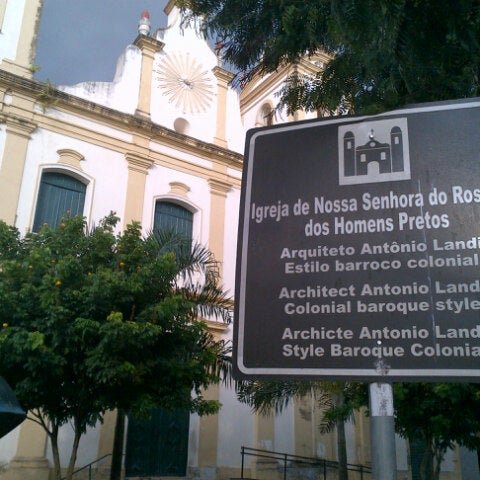 Igreja de Nossa Senhora do Ros
dos Homens Pretos
Arquiteto Antônio Landi
Estilo barroco colonial
Architect Antonio Land
Colonial baroque style
Archicte Antonio Land
Style Baroque Colonia